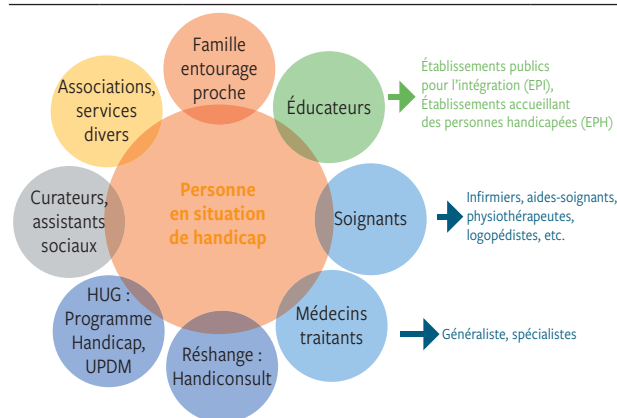 Famille
entourage
proche
Éducateurs
Établissements publics
pour l'intégration (EPI),
Établissements accueillant
des personnes handicapées (EPH)
Soignants
Infirmiers, aides-soignants,
physiothérapeutes,
logopédistes, etc.
Médecins
traitants
Généraliste, spécialistes
Réshange :
Handiconsult
HUG :
Programme
Handicap,
UPDM
Curateurs,
assistants
sociaux
Associations,
services
divers
Personne
en situation
de handicap